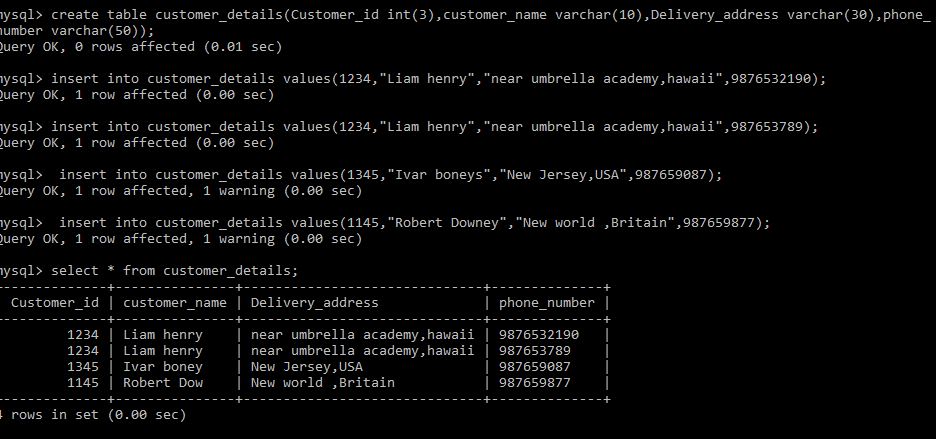 mysql> create table customer_details(Customer_id int(3),customer_name varchar(10),Delivery_address varchar(30),phone_
number varchar(50));
Query OK, 0 rows affected (0.01 sec)
mysql> insert into customer_details values(1234,"Liam henry","near umbrella academy,hawaii",9876532190);
Query OK, 1 row affected (0.00 sec)
mysql> insert into customer_details values(1234,"Liam henry","near umbrella academy,hawaii",987653789);
Query OK, 1 row affected (0.00 sec)
mysql>  insert into customer_details values(1345,"Ivar boneys","New Jersey,USA",987659087);
Query OK, 1 row affected, 1 warning (0.00 sec)
mysql>  insert into customer_details values(1145,"Robert Downey","New world ,Britain",987659877);
Query OK, 1 row affected, 1 warning (0.00 sec)
mysql> select * from customer_details;
--------------+---------------+------------------------------+--------------+
 Customer_id | customer_name | Delivery_address             | phone_number |
--------------+---------------+------------------------------+--------------+
        1234 | Liam henry    | near umbrella academy,hawaii | 9876532190   |
        1234 | Liam henry    | near umbrella academy,hawaii | 987653789    |
        1345 | Ivar boney    | New Jersey,USA               | 987659087    |
        1145 | Robert Dow    | New world ,Britain           | 987659877    |
--------------+---------------+------------------------------+--------------+
4 rows in set (0.00 sec)